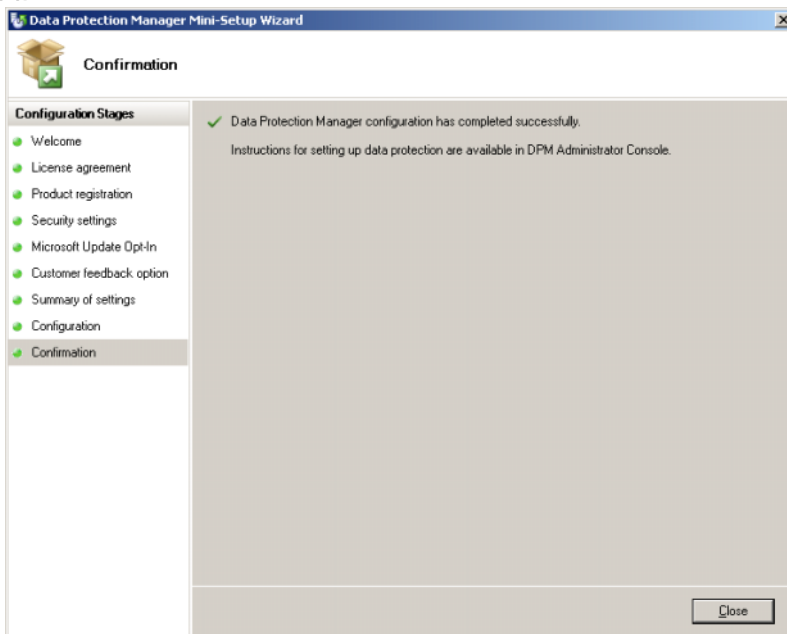 Data Protection Manager Mini-Setup Wizard
Confirmation
Configuration Stages
Welcome
License agreement
Product registration
Security settings
Microsoft Update Opt-In
Customer feedback option
Summary of settings
Configuration
Confirmation
Data Protection Manager configuration has completed successfully.
Instructions for setting up data protection are available in DPM Administrator Console.
Close